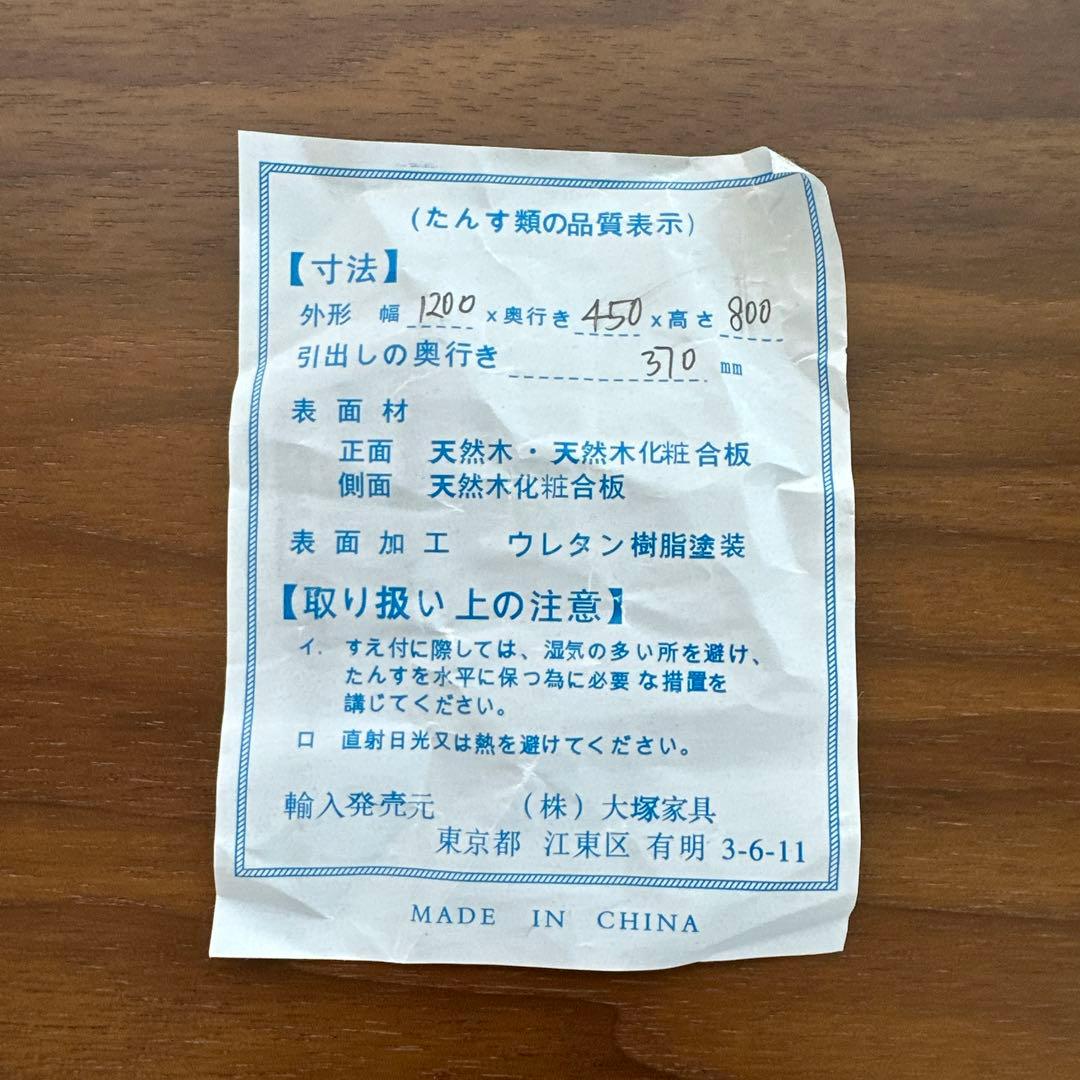 (たんす類の品質表示)
【寸法】
外形 幅 1200 x奥行き 450 x高さ 800
引出しの奥行き 370 mm
表面材
正面 天然木・天然木化粧合板
側面 天然木化粧合板
表面加工 ウレタン樹脂塗装
【取り扱い上の注意】
イ. すえ付に際しては、湿気の多い所を避け、
たんすを水平に保つ為に必要な措置を
講じてください。
ロ 直射日光又は熱を避けてください。
輸入発売元 (株)大塚家具
東京都 江東区 有明 3-6-11
MADE IN CHINA